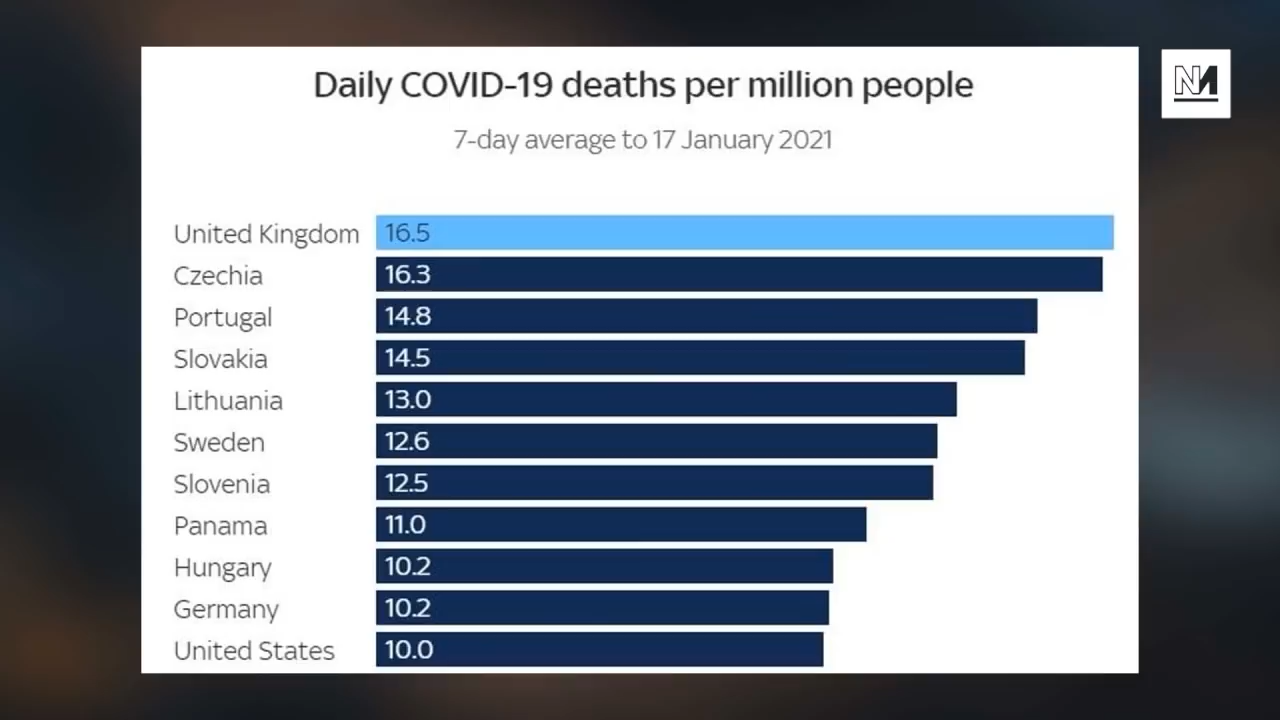 Daily COVID-19 deaths per million people
7-day average to 17 January 2021
United Kingdom 16.5
Czechia 16.3
Portugal 14.8
Slovakia 14.5
Lithuania 13.0
Sweden 12.6
Slovenia 12.5
Panama 11.0
Hungary 10.2
Germany 10.2
United States 10.0
NM